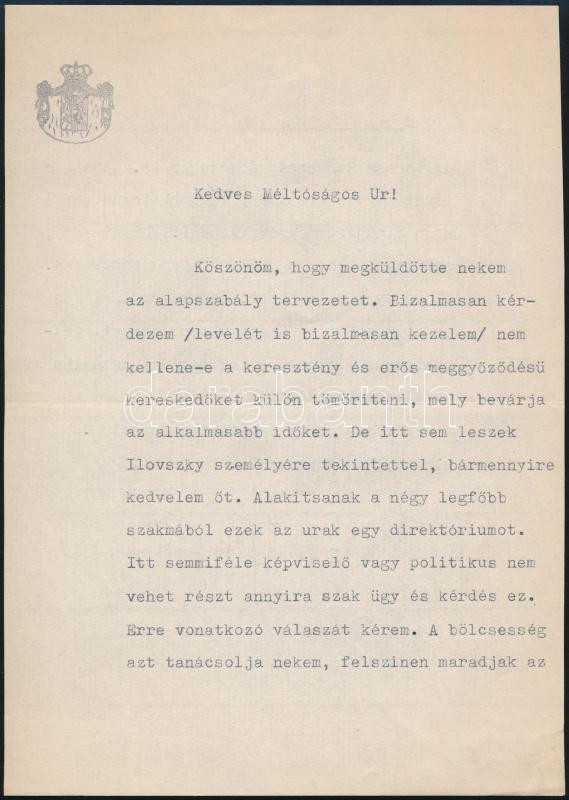 Kedves Méltóságos Ur!
Köszönöm, hogy megküldötte nekem
az alapszabály tervezetet. Bizalmasan kér-
dezem /levelét is bizalmasan kezelem/ nem
kellene-e a keresztény és erős meggyőződésü
kereskedőket külön tömöriteni, mely bevárja
az alkalmasabb időket. De itt sem leszek
Ilovszky személyére tekintettel, bármennyire
kedvelem őt. Alakitsanak a négy legfőbb
szakmából ezek az urak egy direktóriumot.
Itt semmiféle képviselő vagy politikus nem
vehet részt annyira szak ügy és kérdés ez.
Erre vonatkozó válaszát kérem. A bölcsesség
azt tanácsolja nekem, felszinen maradjak az
darabanth